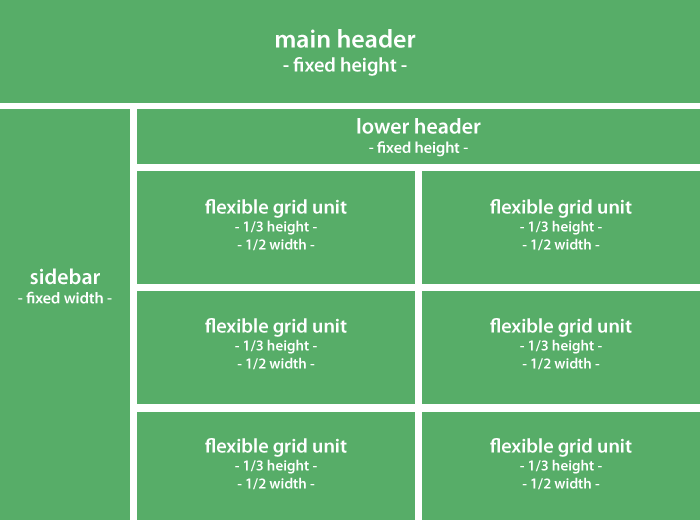 main header
- fixed height -
lower header
- fixed height -
sidebar
- fixed width -
flexible grid unit
- 1/3 height -
- 1/2 width -
flexible grid unit
- 1/3 height -
- 1/2 width -
flexible grid unit
- 1/3 height -
- 1/2 width -
flexible grid unit
- 1/3 height -
- 1/2 width -
flexible grid unit
- 1/3 height -
- 1/2 width -
flexible grid unit
- 1/3 height -
- 1/2 width -